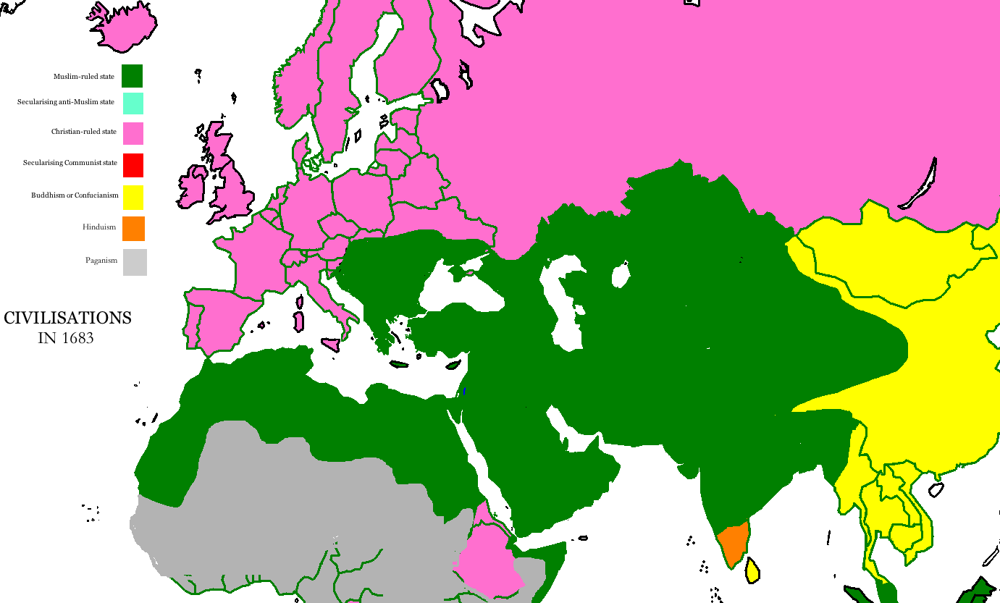 Muslim-ruled state
Secularising anti-Muslim state
Christian-ruled state
Secularising Communist state
Buddhism or Confucianism
Hinduism
Paganism
CIVILISATIONS
IN 1683